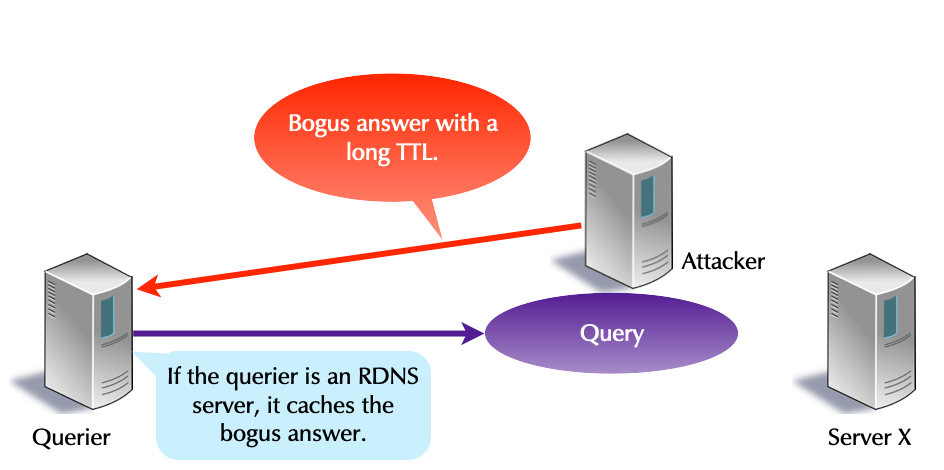 Bogus answer with a
long TTL.
Attacker
Query
If the querier is an RDNS
server, it caches the
bogus answer.
Querier
Server X